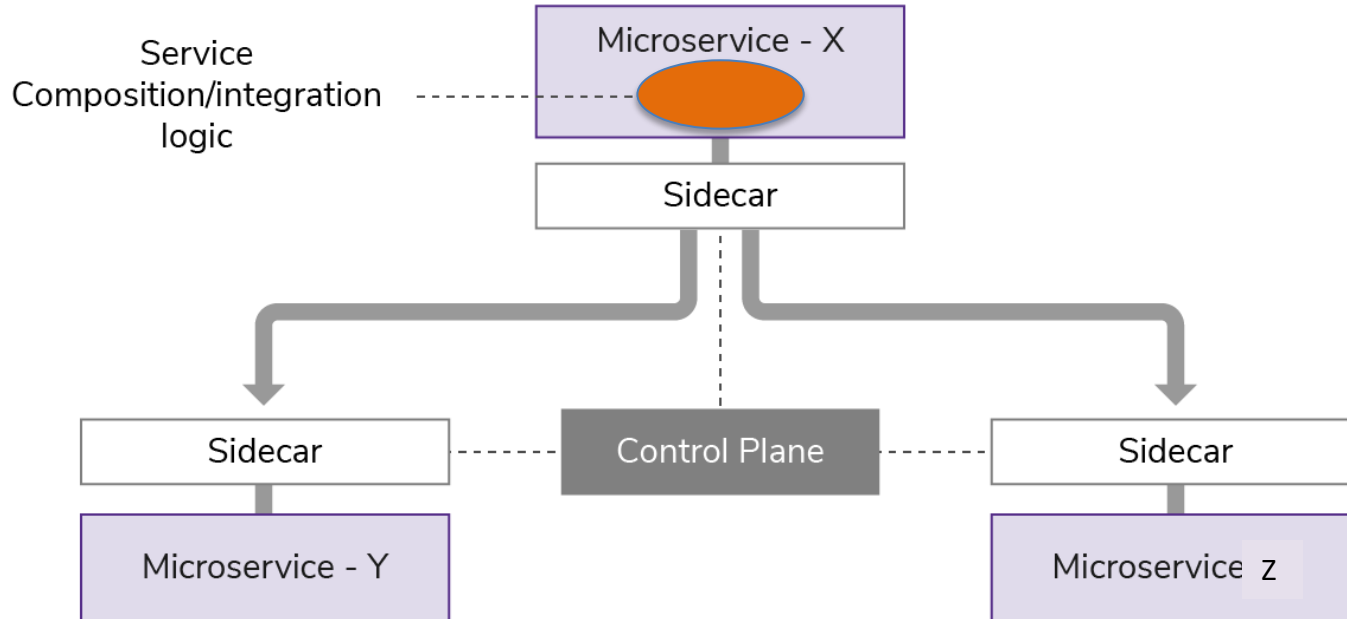 Service
Composition/integration
logic
Microservice - X
Sidecar
Sidecar
Control Plane
Sidecar
Microservice - Y
Microservice Z